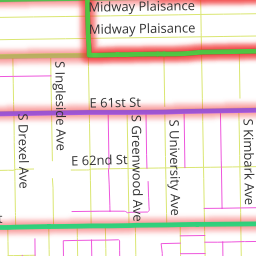 Midway Plaisance
Midway Plaisance
S Ingleside Ave
E 61st St
S Drexel Ave
S Greenwood Ave
S University Ave
S Kimbark Ave
E 62nd St